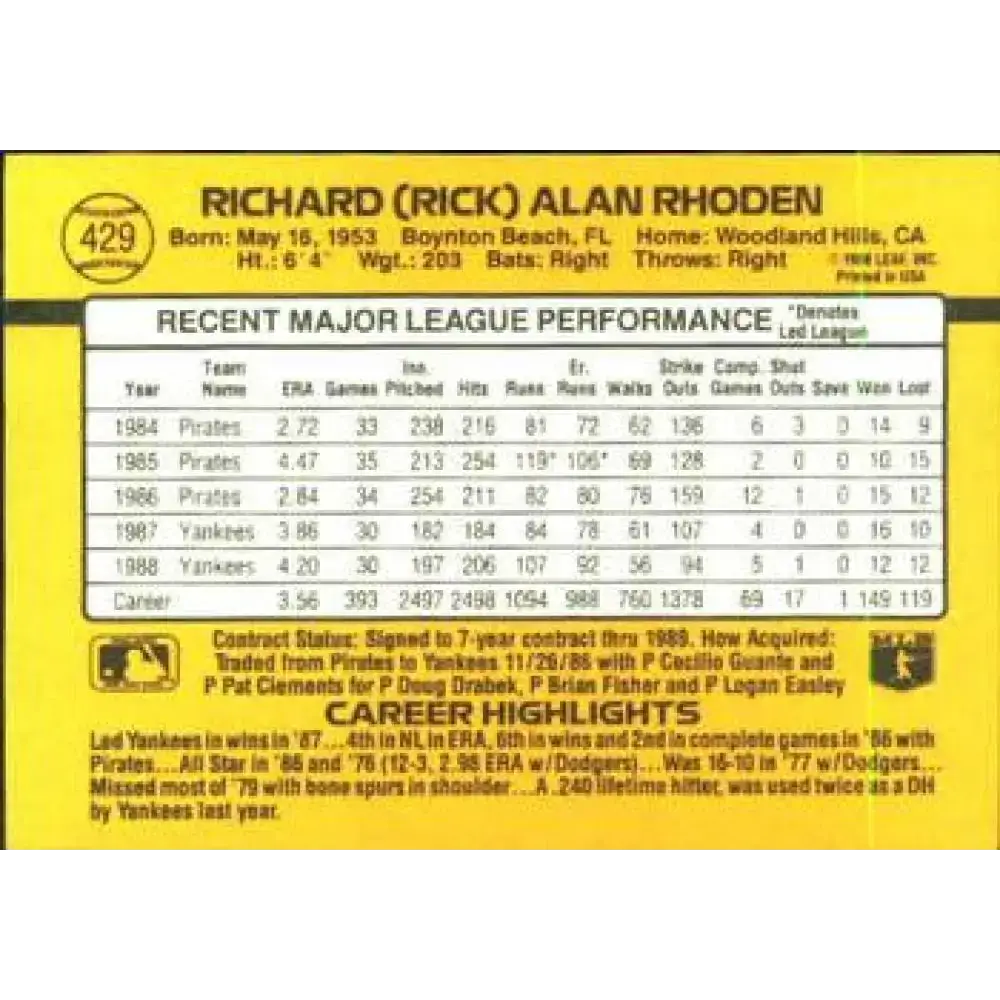 RICHARD (RICK) ALAN RHODEN
429
Born: May 16, 1953 Boynton Beach, FL Home: Woodland Hills, CA
Ht.: 6'4" Wgt.: 203 Bats: Right Throws: Right © 1988 LEAF, INC.
Printed in USA
RECENT MAJOR LEAGUE PERFORMANCE *Denotes Led League
Year Team Name ERA Games Inn. Pitched Hits Runs Er. Runs Walks Strike Outs Comp. Games Shut Outs Save Won Lost
1984 Pirates 2.72 33 238 216 81 72 62 136 6 3 0 14 9
1985 Pirates 4.47 35 213 254 119* 106* 69 128 2 0 0 10 15
1986 Pirates 2.84 34 254 211 82 80 76 159 12 1 0 15 12
1987 Yankees 3.86 30 182 184 84 78 61 107 4 0 0 16 10
1988 Yankees 4.20 30 197 206 107 92 56 94 5 1 0 12 12
Career 3.56 393 2497 2498 1094 988 760 1378 69 17 1 149 119
Contract Status: Signed to 7-year contract thru 1989. How Acquired:
Traded from Pirates to Yankees 11/26/86 with P Cecilio Guante and
P Pat Clements for P Doug Drabek, P Brian Fisher and P Logan Easley
CAREER HIGHLIGHTS
Led Yankees in wins in '87...4th in NL in ERA, 6th in wins and 2nd in complete games in '86 with
Pirates...All Star in '86 and '76 (12-3, 2.98 ERA w/Dodgers)...Was 16-10 in '77 w/Dodgers...
Missed most of '79 with bone spurs in shoulder...A .240 lifetime hitter, was used twice as a DH
by Yankees last year.